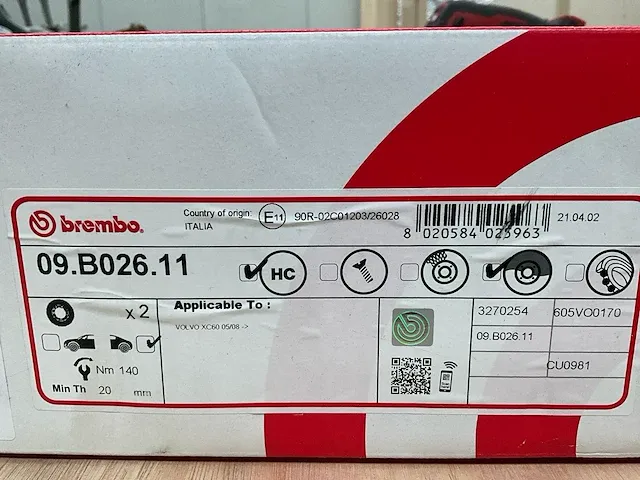 brembo.
Country of origin:
ITALIA
E11 90R-02C01203/26028
8 020584 023963
21.04.02
09.B026.11
HC
x 2
Nm 140
Min Th 20 mm
Applicable To :
VOLVO XC60 05/08 ->
3270254 605VO0170
09.B026.11
CU0981